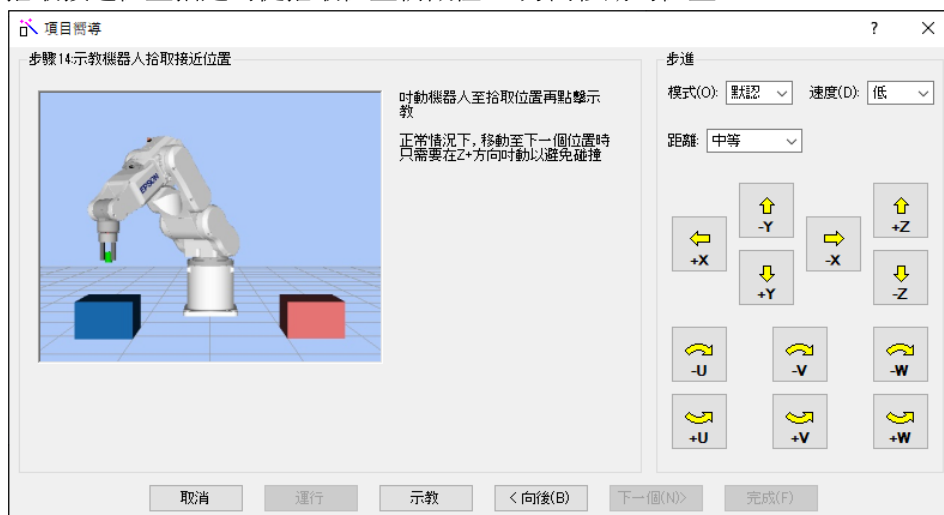 項目嚮導
?
步驟14:示教機器人拾取接近位置
吋動機器人至拾取位置再點擊示
教
正常情況下,移動至下一個位置時
只需要在Z+方向吋動以避免碰撞
EPSON
步進
模式(O): 默認 速度(D): 低
距離: 中等
-Y
+Z
+X
-X
+Y
-Z
-U
-V
-W
+U
+V
+W
取消
運行
示教
< 向後(B)
下一個(N)>
完成(F)